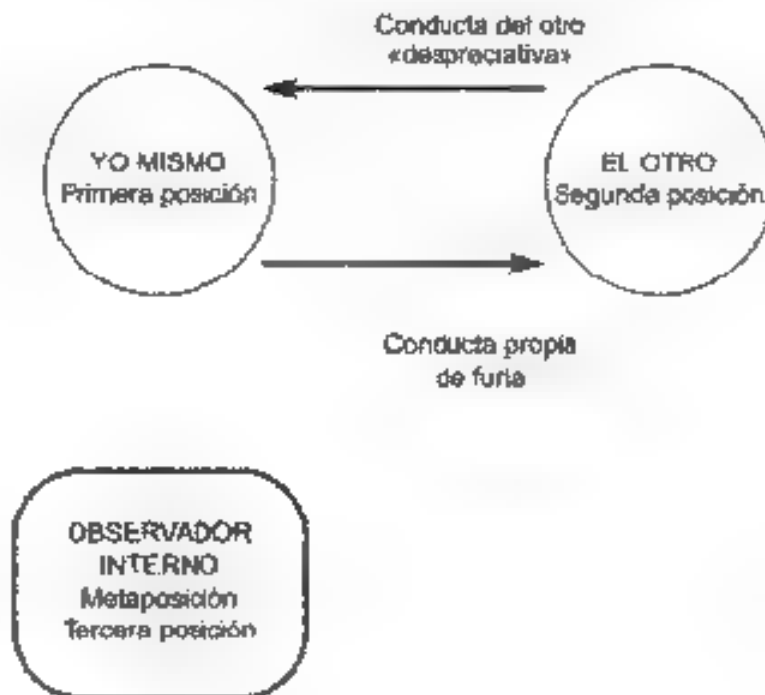 Conducta del otro
«despreciativa»
YO MISMO
Primera posición
EL OTRO
Segunda posición
Conducta propia
de furia
OBSERVADOR
INTERNO
Metaposición
Tercera posición